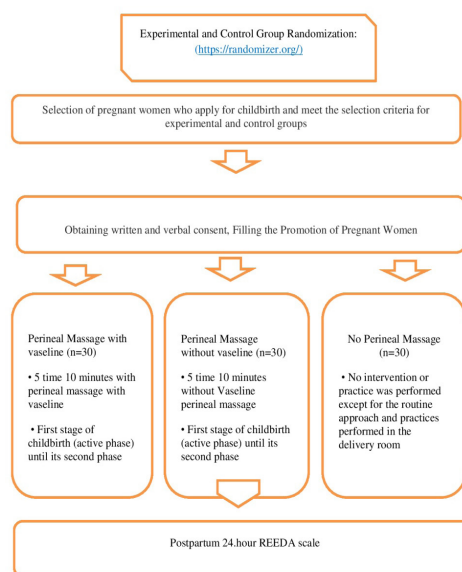 Experimental and Control Group Randomization:
(https://randomizer.org/)
Selection of pregnant women who apply for childbirth and meet the selection criteria for
experimental and control groups
Obtaining written and verbal consent, Filling the Promotion of Pregnant Women
Perineal Massage with
vaseline (n=30)
• 5 time 10 minutes with
perineal massage with
vaseline
• First stage of
childbirth (active phase)
until its second phase
Perineal Massage
without vaseline (n=30)
• 5 time 10 minutes
without Vaseline
perineal massage
• First stage of childbirth
(active phase) until its
second phase
No Perineal Massage
(n=30)
• No intervention or
practice was performed
except for the routine
approach and practices
performed in the
delivery room
Postpartum 24.hour REEDA scale